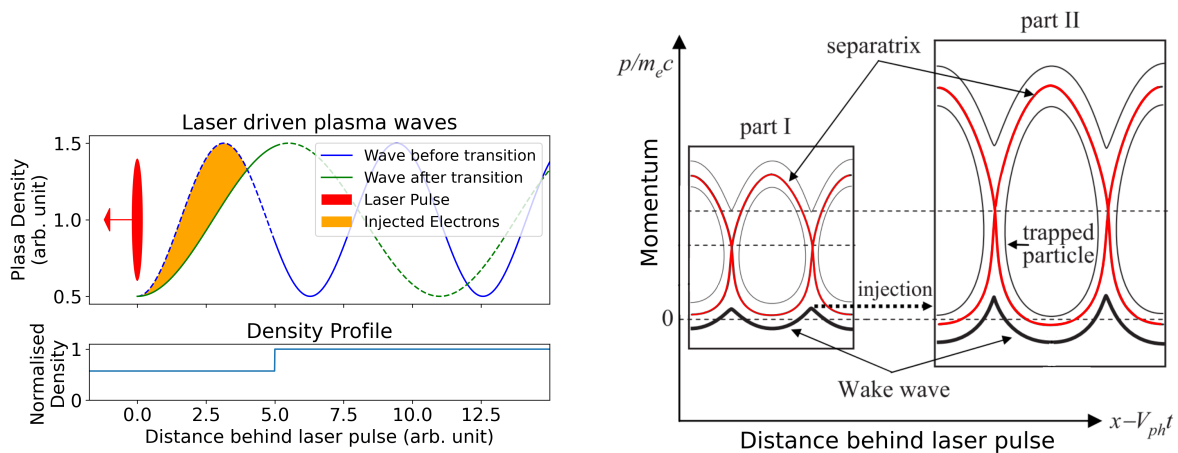 Laser driven plasma waves
Plasa Density
(arb. unit)
1.5
1.0
0.5
Wave before transition
Wave after transition
Laser Pulse
Injected Electrons
Density Profile
Normalised
Density
1
0
0.0 2.5 5.0 7.5 10.0 12.5
Distance behind laser pulse (arb. unit)
part II
separatrix
p/mec
part I
Momentum
trapped
particle
injection
0
Wake wave
x−Vpht
Distance behind laser pulse